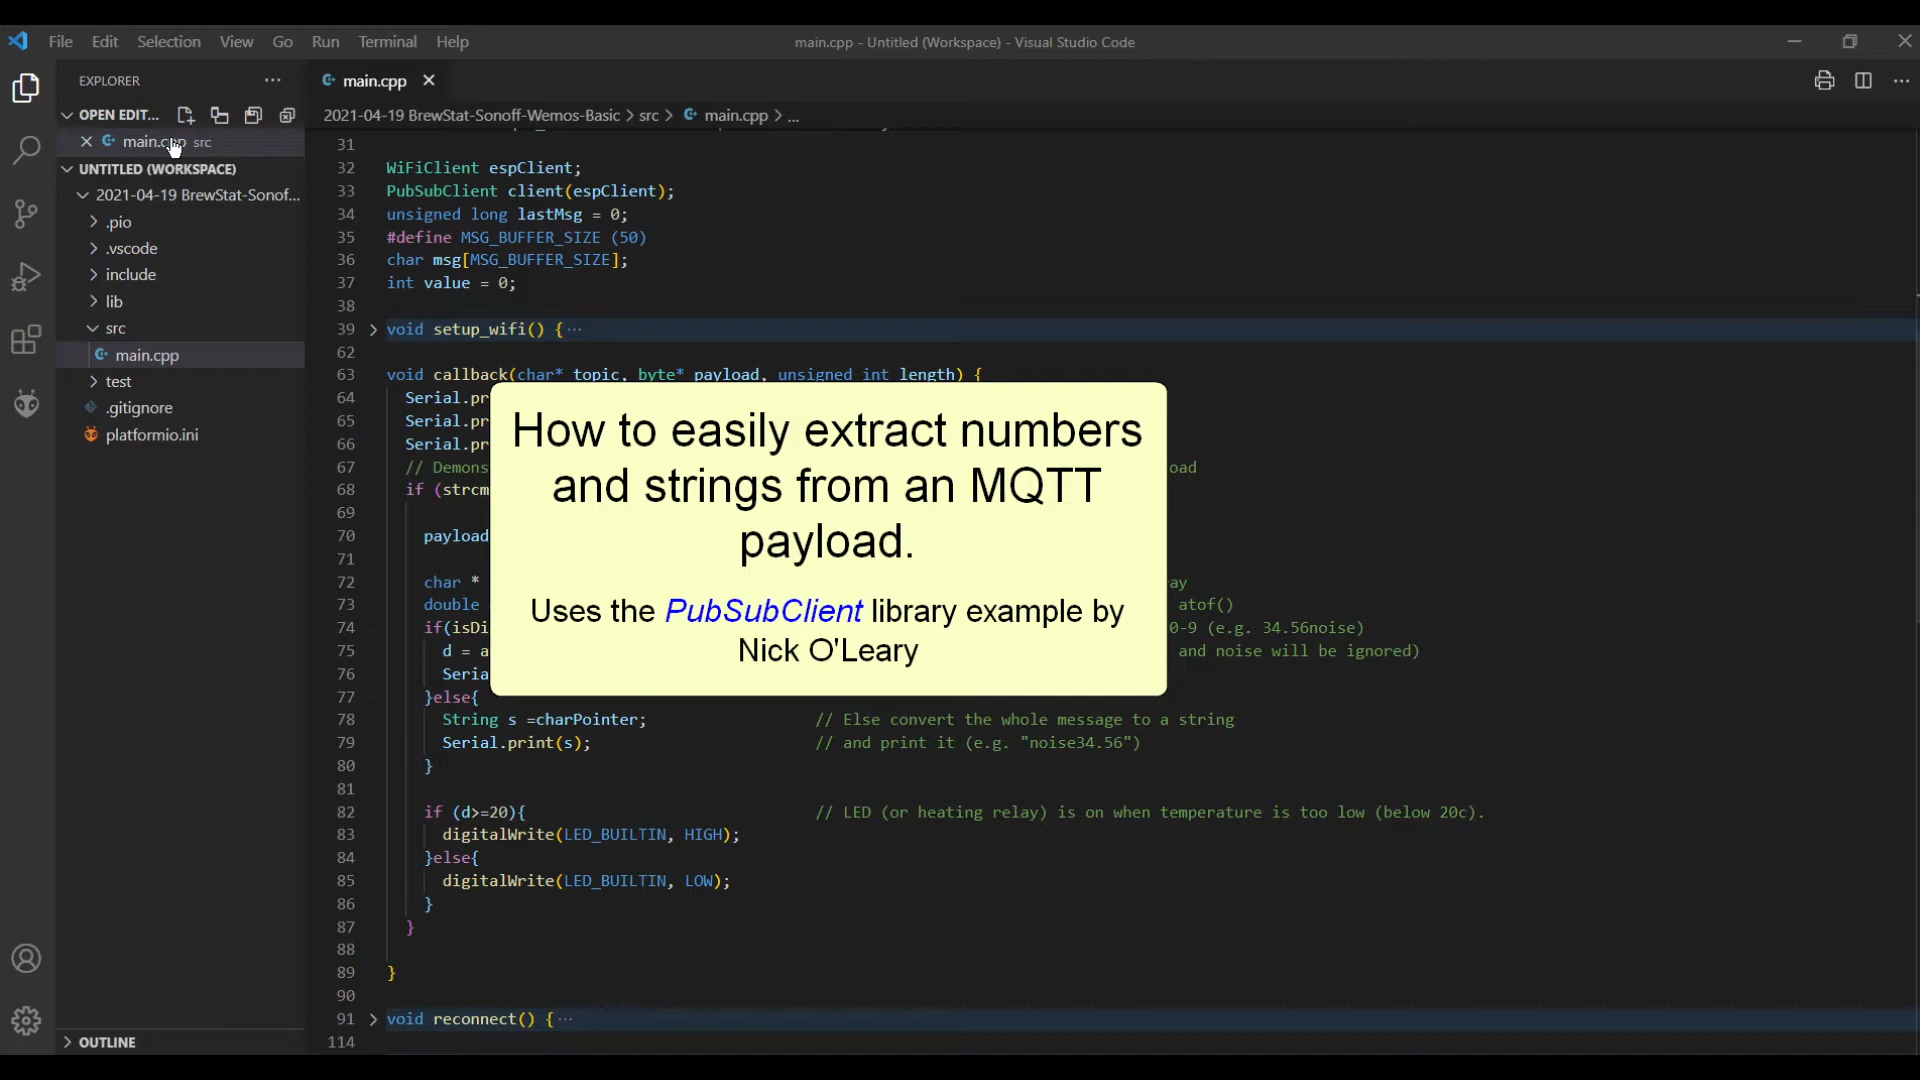 File Edit Selection View Go Run Terminal Help
main.cpp - Untitled (Workspace) - Visual Studio Code
EXPLORER
main.cpp
OPEN EDIT...
2021-04-19 BrewStat-Sonoff-Wemos-Basic > src > main.cpp > ...
main.cpp src
UNTITLED (WORKSPACE)
2021-04-19 BrewStat-Sonof...
.pio
.vscode
include
lib
src
main.cpp
test
.gitignore
platformio.ini
OUTLINE
31
32 WiFiClient espClient;
33 PubSubClient client(espClient);
34 unsigned long lastMsg = 0;
35 #define MSG_BUFFER_SIZE (50)
36 char msg[MSG_BUFFER_SIZE];
37 int value = 0;
38
39 void setup_wifi() {···
62
63 void callback(char* topic, byte* payload, unsigned int length) {
64 Serial.pr
65 Serial.pr
66 Serial.pr
67 // Demons oad
68 if (strcm
69
70 payload
71
72 char * ay
73 double atof()
74 if(isDi 0-9 (e.g. 34.56noise)
75 d = a and noise will be ignored)
76 Seria
77 }else{
78 String s =charPointer; // Else convert the whole message to a string
79 Serial.print(s); // and print it (e.g. "noise34.56")
80 }
81
82 if (d>=20){ // LED (or heating relay) is on when temperature is too low (below 20c).
83 digitalWrite(LED_BUILTIN, HIGH);
84 }else{
85 digitalWrite(LED_BUILTIN, LOW);
86 }
87 }
88
89 }
90
91 void reconnect() {···
114
How to easily extract numbers
and strings from an MQTT
payload.
Uses the PubSubClient library example by
Nick O'Leary